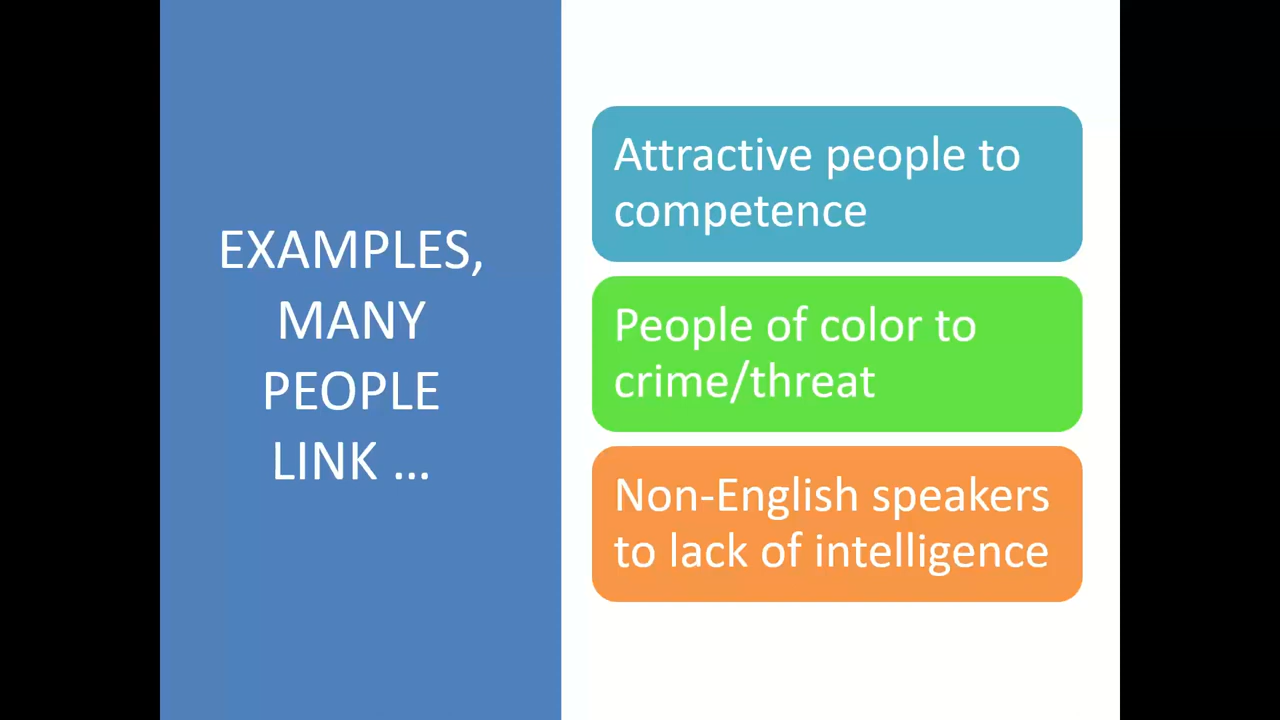 EXAMPLES,
MANY
PEOPLE
LINK …
Attractive people to
competence
People of color to
crime/threat
Non-English speakers
to lack of intelligence